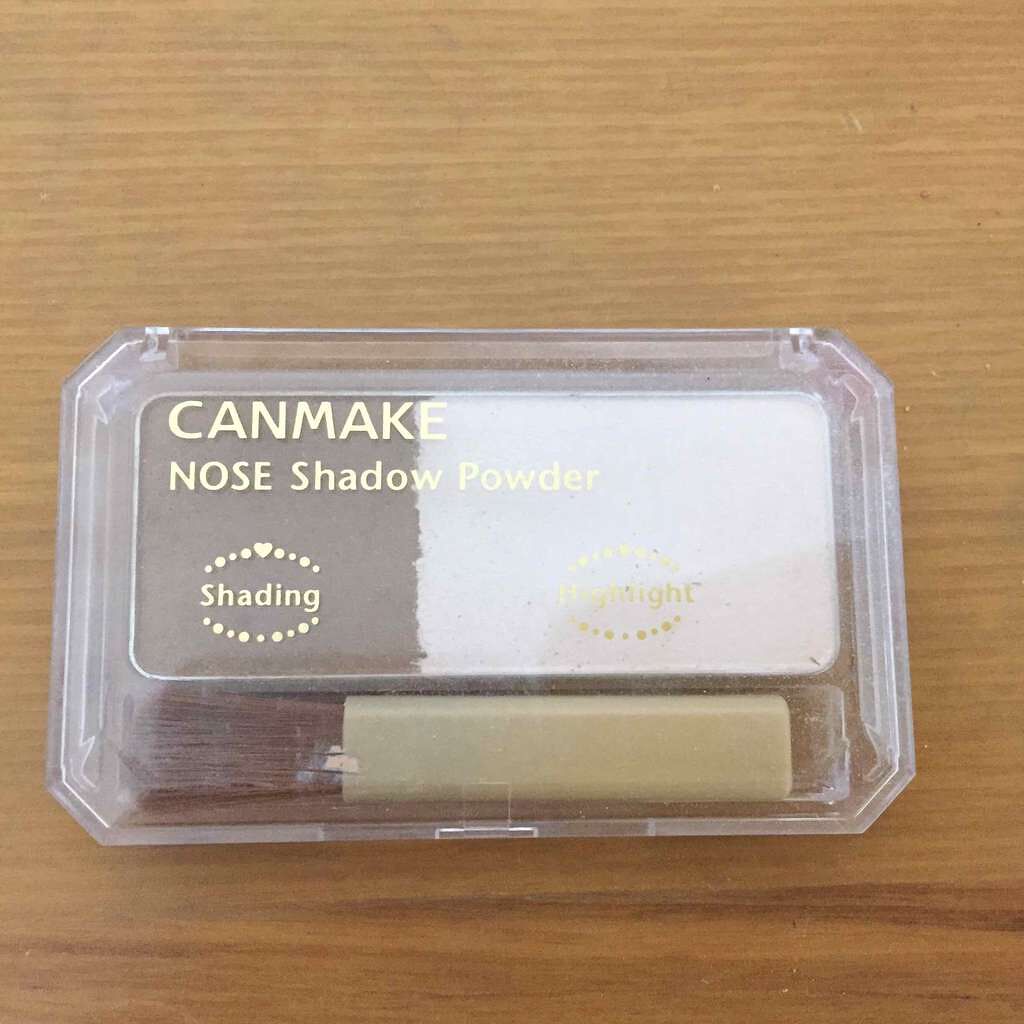 CANMAKE
NOSE Shadow Powder
Shading
Highlight